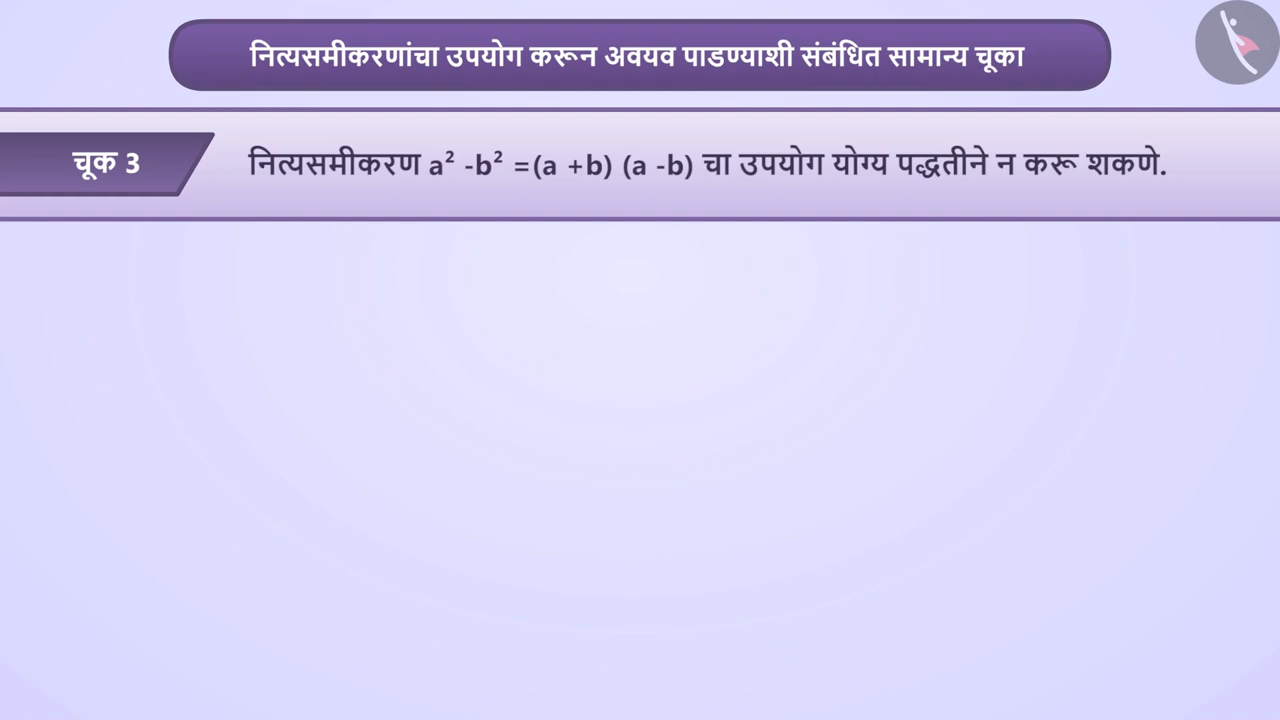 नित्यसमीकरणांचा उपयोग करून अवयव पाडण्याशी संबंधित सामान्य चूका
चूक 3
नित्यसमीकरण a² -b² =(a +b) (a -b) चा उपयोग योग्य पद्धतीने न करू शकणे.